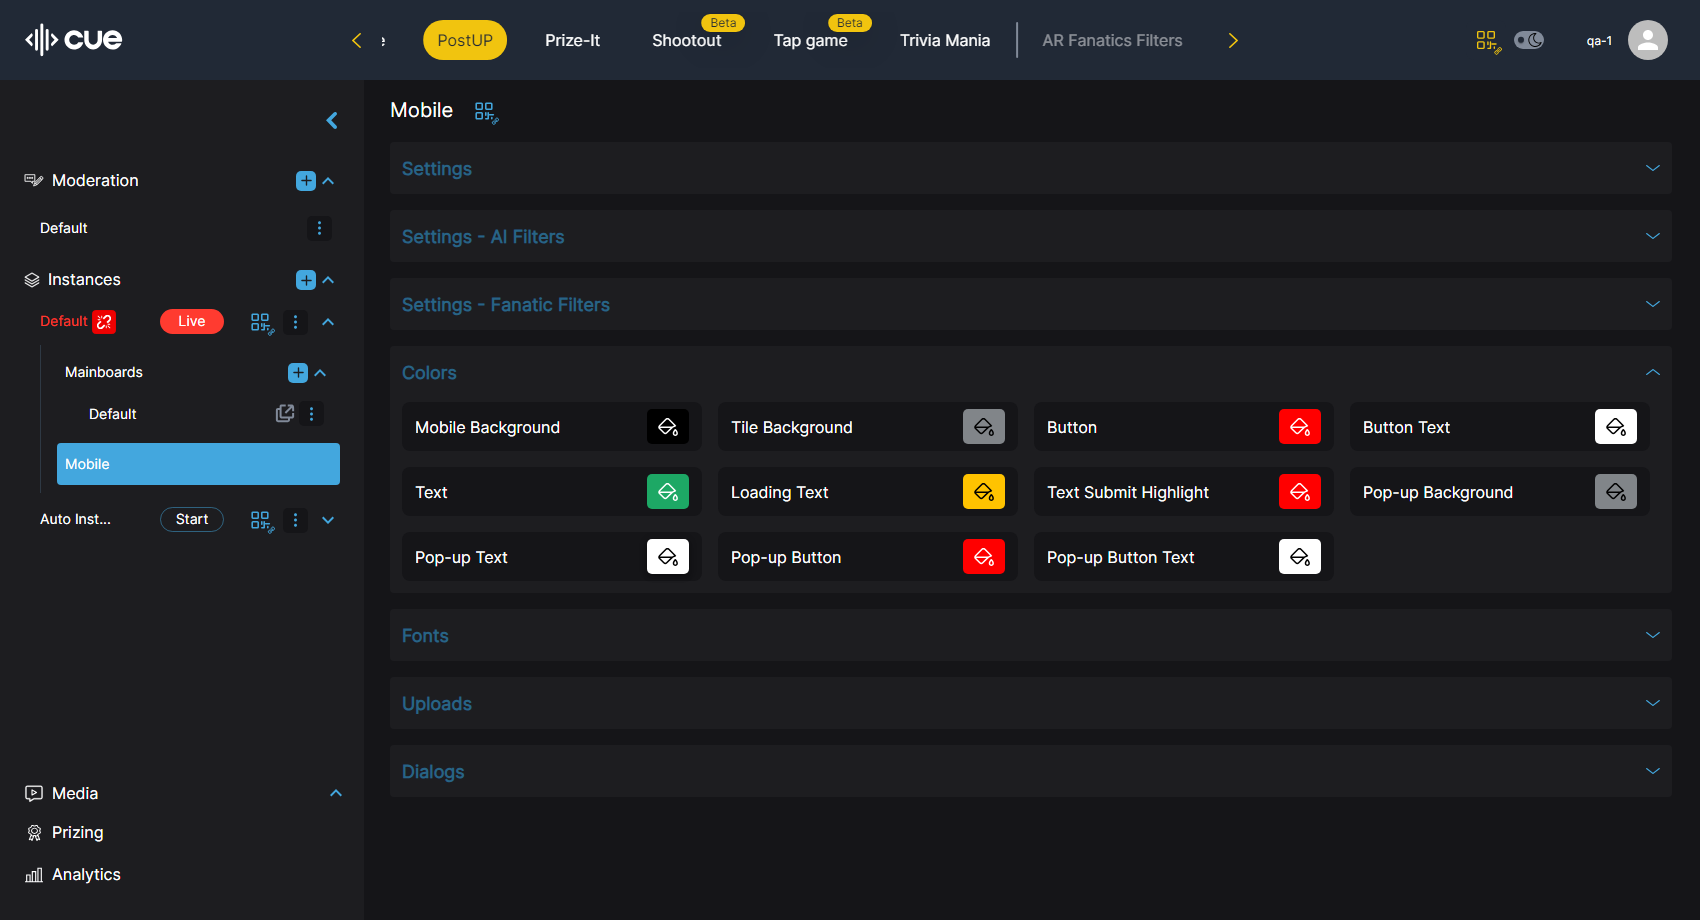 cue
PostUP
Prize-It
Shootout
Beta
Tap game
Beta
Trivia Mania
AR Fanatics Filters
qa-1
Moderation
Default
Instances
Default
Live
Mainboards
Default
Mobile
Auto Inst...
Start
Media
Prizing
Analytics
Mobile
Settings
Settings - AI Filters
Settings - Fanatic Filters
Colors
Mobile Background
Tile Background
Button
Button Text
Text
Loading Text
Text Submit Highlight
Pop-up Background
Pop-up Text
Pop-up Button
Pop-up Button Text
Fonts
Uploads
Dialogs